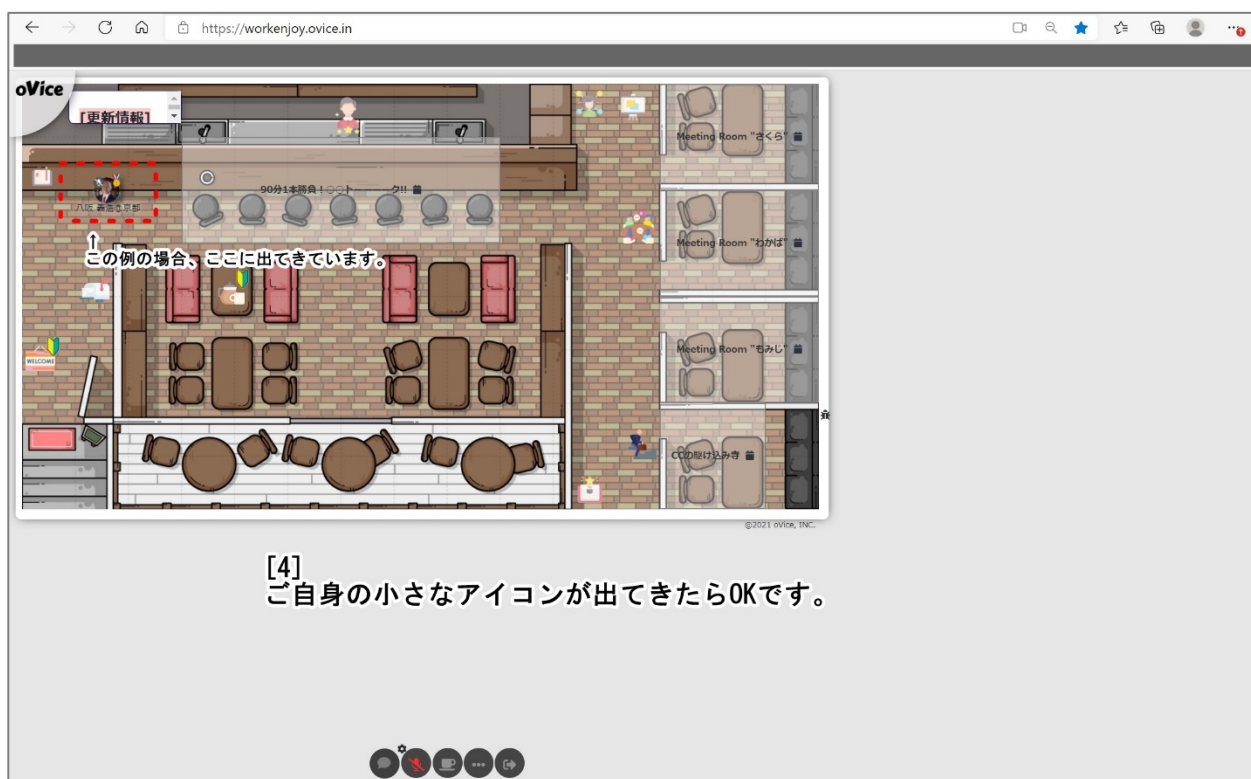 https://workenjoy.ovice.in
oVice
[更新情報]
Meeting Room "さくら"
90分1本勝負!○○ト————ク!!
↑
この例の場合、ここに出てきています。
Meeting Room "わかば"
WELCOME
Meeting Room "もみじ"
CCの駆け込み寺
©2021 oVice, INC.
[4]
ご自身の小さなアイコンが出てきたらOKです。